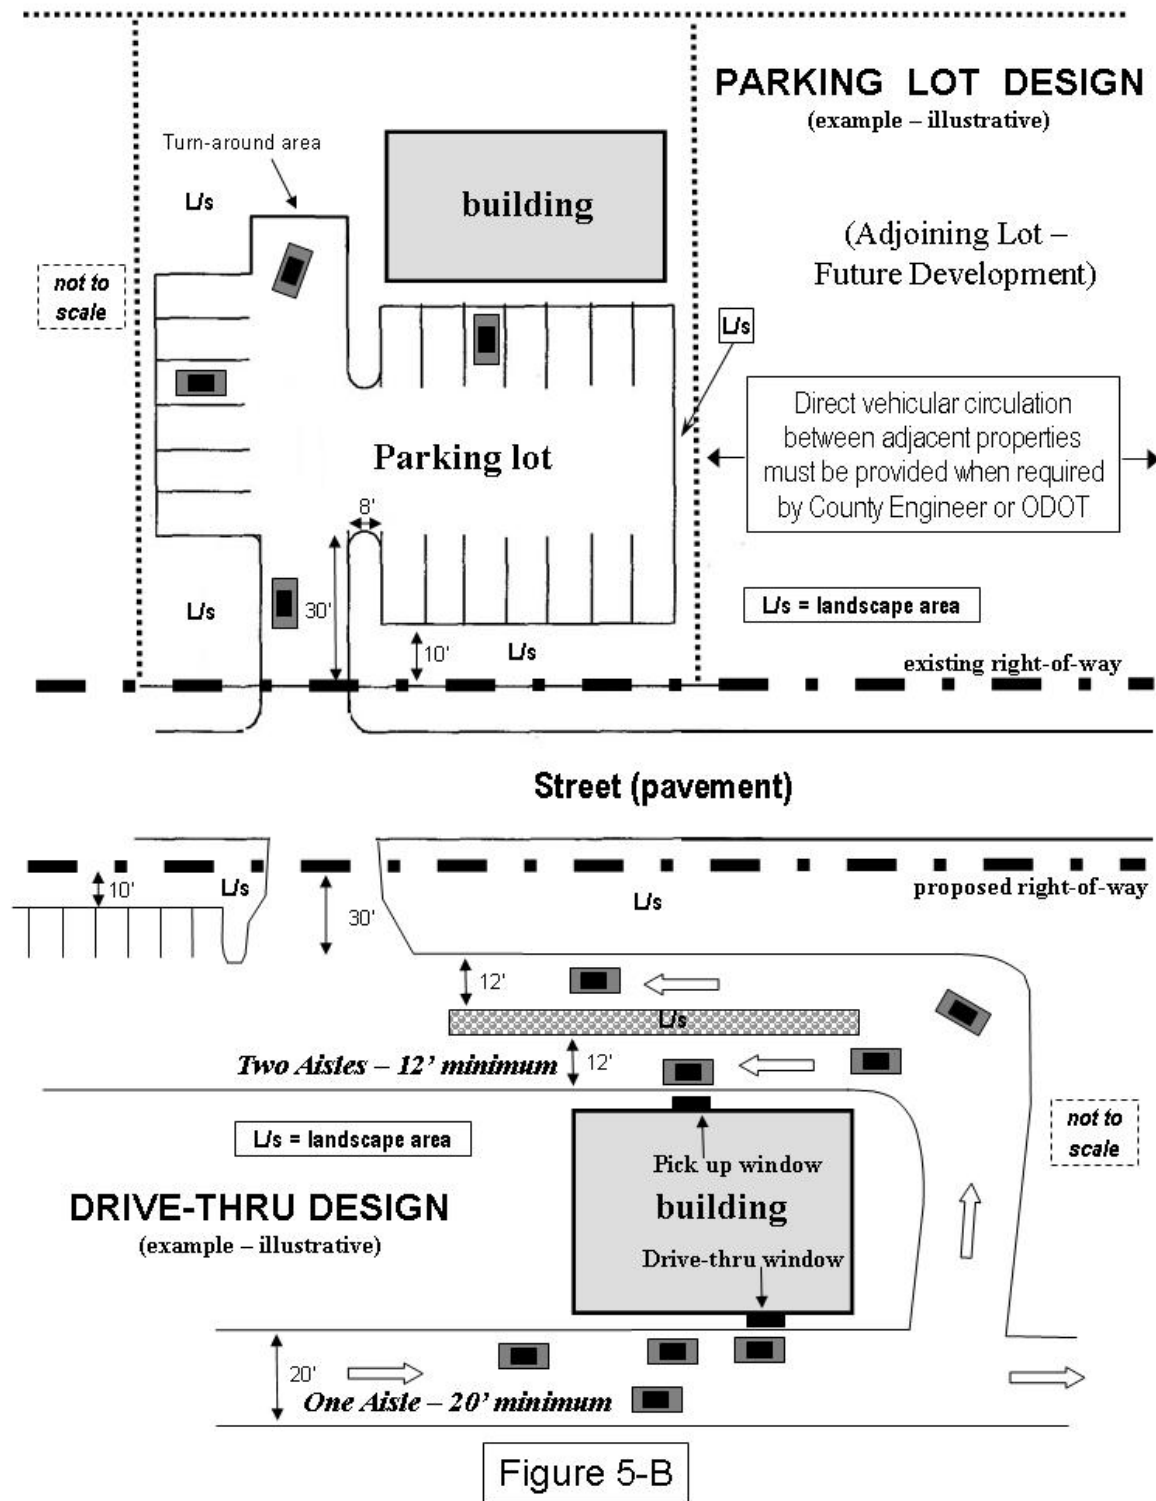 PARKING LOT DESIGN
(example – illustrative)
Turn-around area
L/s
building
(Adjoining Lot –
Future Development)
not to
scale
L/s
Direct vehicular circulation
between adjacent properties
must be provided when required
by County Engineer or ODOT
Parking lot
8'
L/s
30'
L/s = landscape area
10'
L/s
existing right-of-way
Street (pavement)
10'
L/s
30'
L/s
proposed right-of-way
12'
L/s
Two Aisles – 12' minimum
12'
L/s = landscape area
not to
scale
Pick up window
building
DRIVE-THRU DESIGN
(example – illustrative)
Drive-thru window
20'
One Aisle – 20' minimum
Figure 5-B